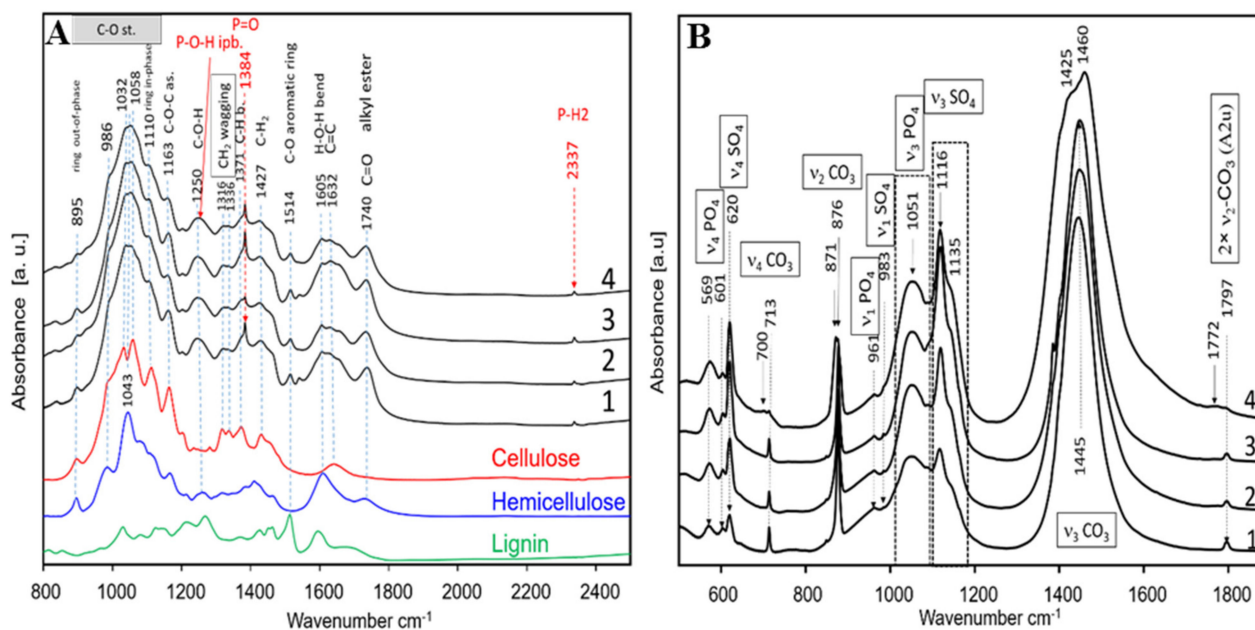 A
C-O st.
P=O
P-O-H ipb.
1384
ring out-of-phase
895
986
1032
1058
1110
ring in-phase
1163
C-O-C as.
1250
C-O-H
1316
1336
CH2 wagging
1371
C-H b.
1427
C-H2
1514
C-O aromatic ring
H-O-H bend
1605
C=C
1632
alkyl ester
1740
C=O
P-H2
2337
4
3
2
1
1043
Cellulose
Hemicellulose
Lignin
Absorbance [a. u.]
800 1000 1200 1400 1600 1800 2000 2200 2400
Wavenumber cm-1
B
ν4 PO4
569
601
ν4 SO4
620
ν4 CO3
700
713
ν2 CO3
871
876
ν1 PO4
961
ν1 SO4
983
ν3 PO4
1051
ν3 SO4
1116
1135
1425
1460
1445
ν3 CO3
2× ν2-CO3 (A2u)
1772
1797
4
3
2
1
Absorbance [a.u]
600 800 1000 1200 1400 1600 1800
Wavenumber cm-1